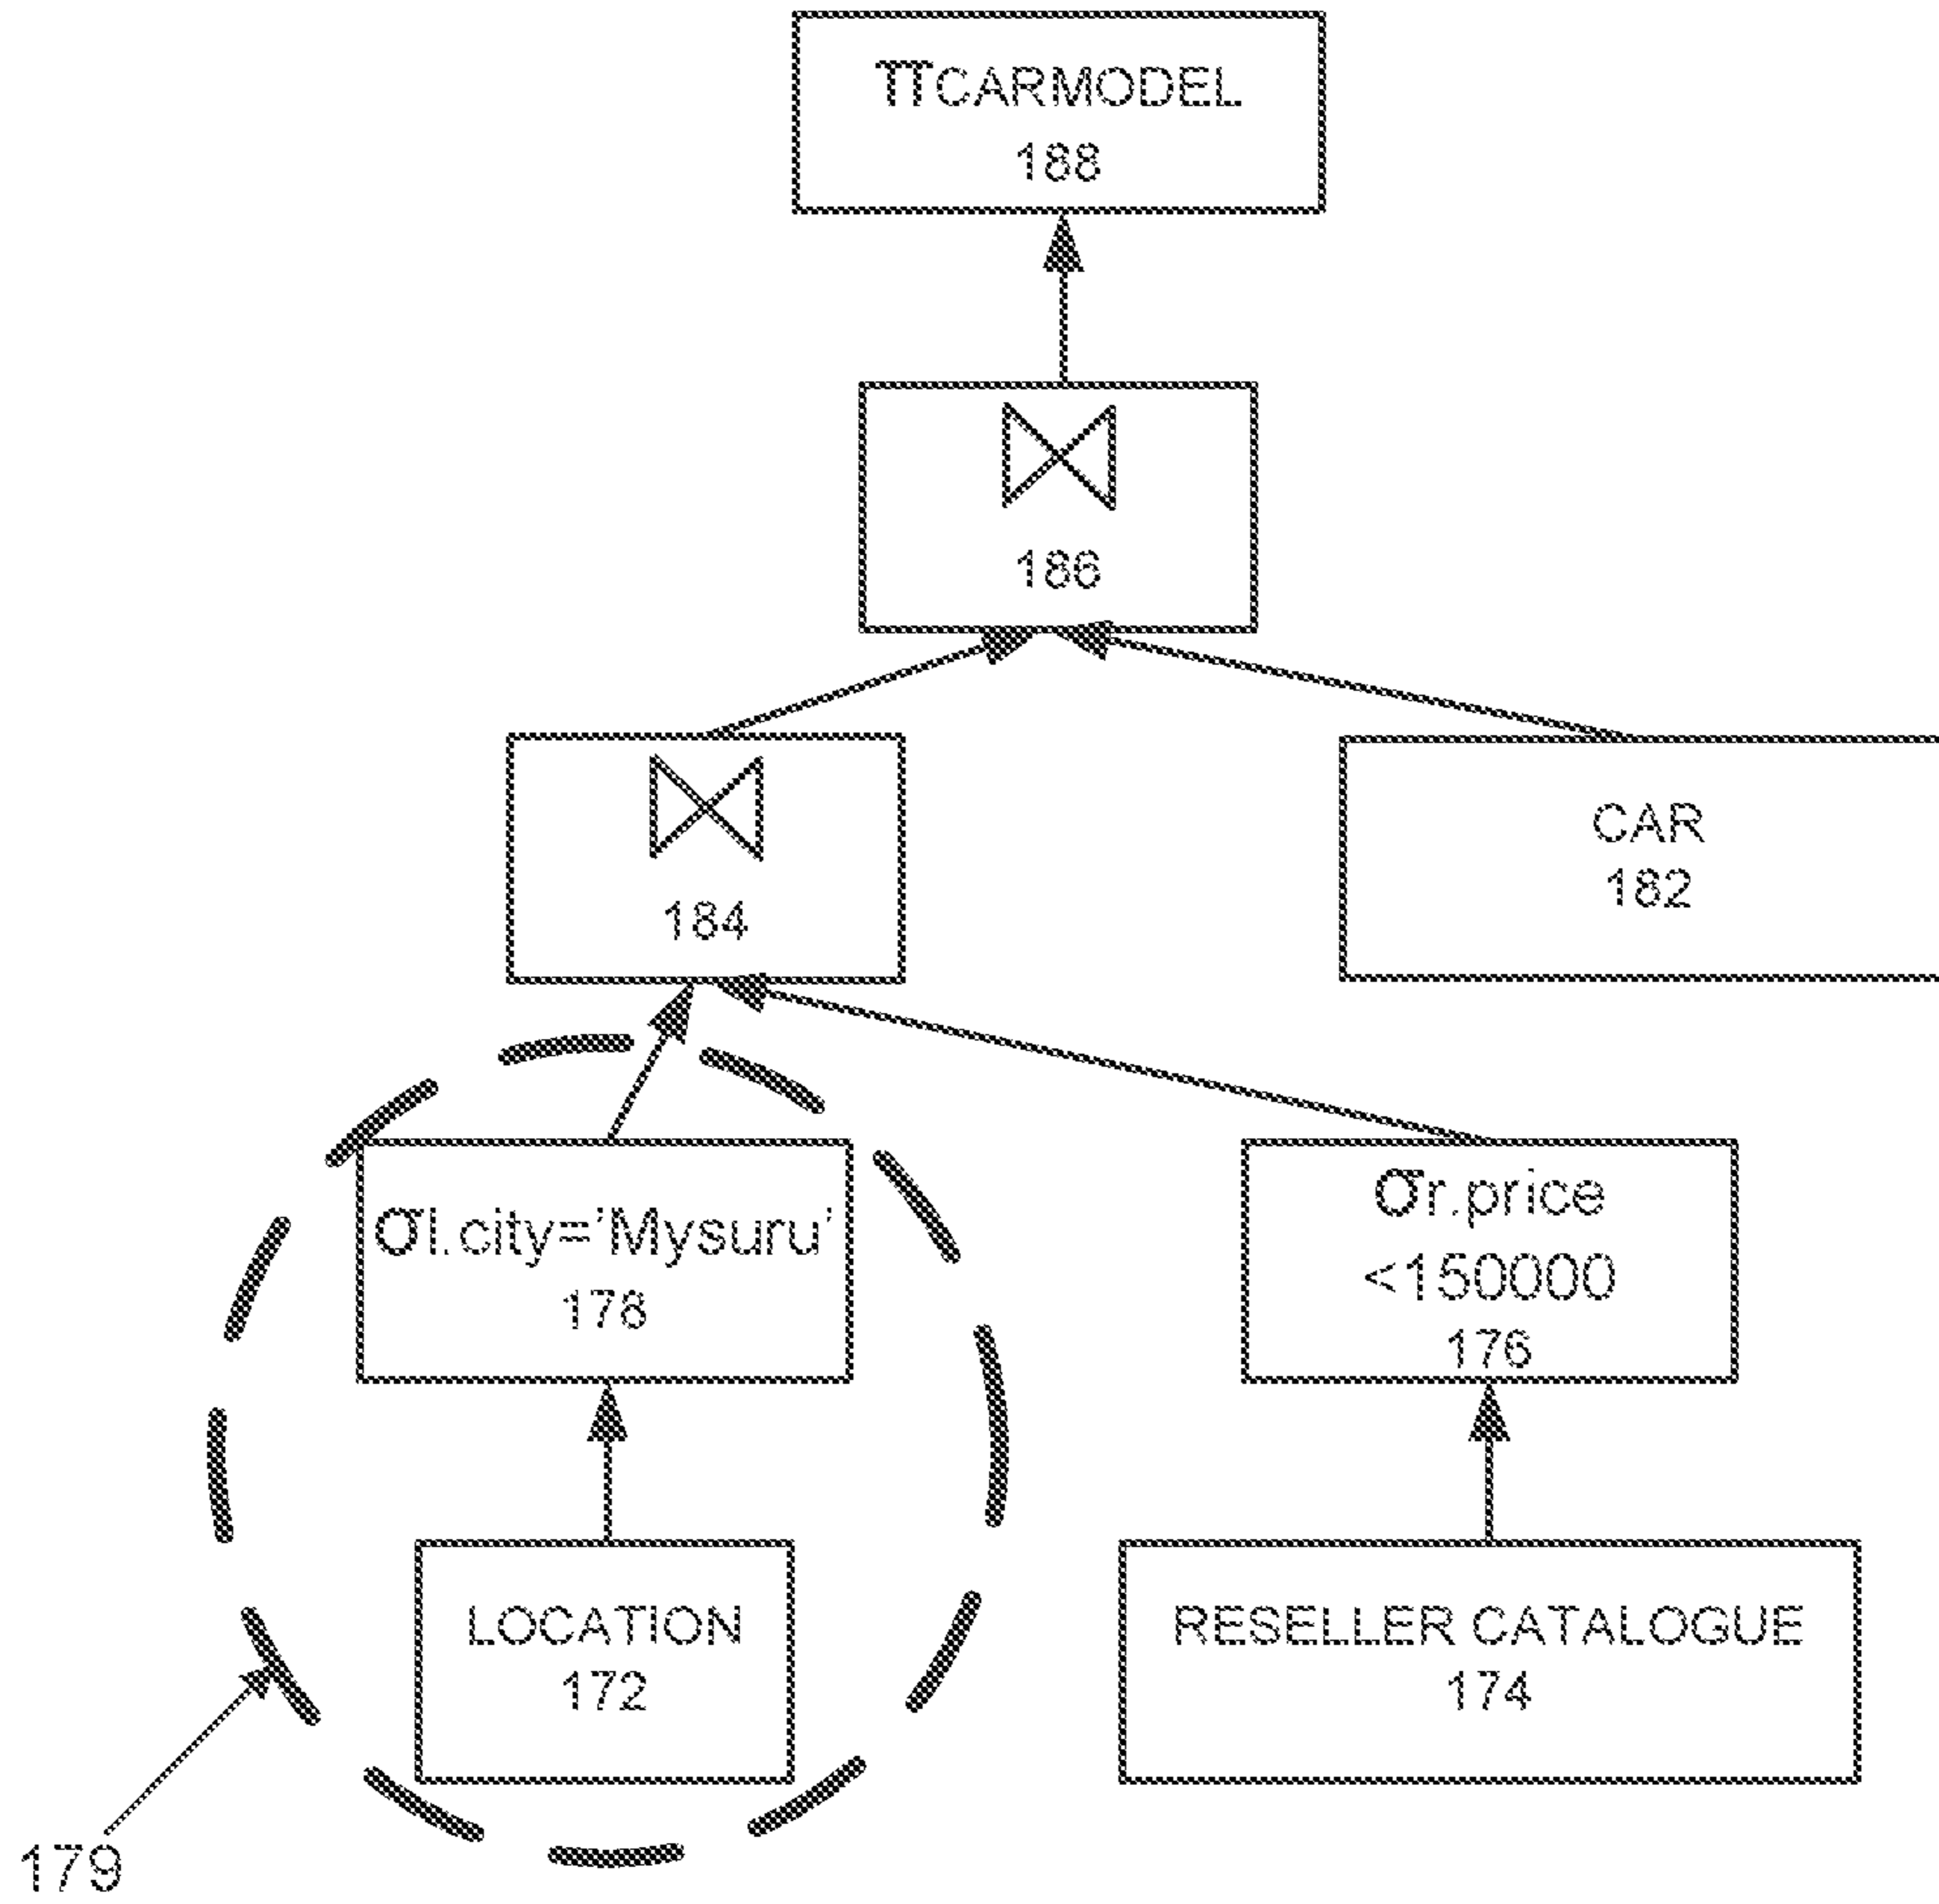 πCARMODEL
188
186
184
CAR
182
σl.city='Mysuru'
178
σr.price
<150000
176
LOCATION
172
RESELLER CATALOGUE
174
179